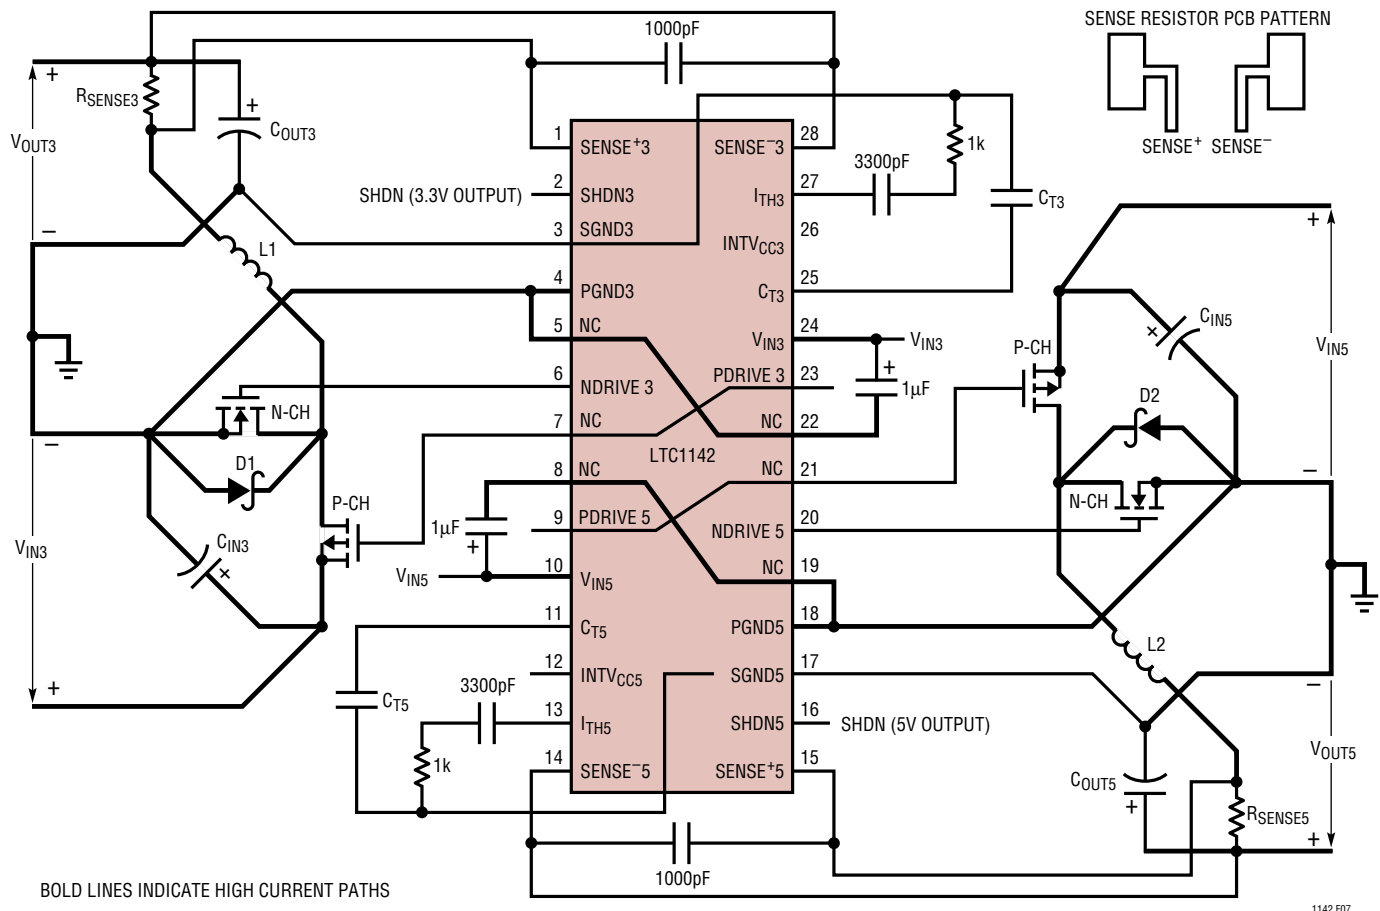 SENSE RESISTOR PCB PATTERN
SENSE+ SENSE–
1000pF
+
RSENSE3
+
COUT3
VOUT3
–
L1
–
N-CH
D1
P-CH
CIN3
+
VIN3
+
1 SENSE+3
SHDN (3.3V OUTPUT) 2 SHDN3
3 SGND3
4 PGND3
5 NC
6 NDRIVE 3
7 NC
8 NC
9 PDRIVE 5
10 VIN5
11 CT5
12 INTVCC5
13 ITH5
14 SENSE–5
LTC1142
SENSE–3 28
ITH3 27
INTVCC3 26
CT3 25
VIN3 24
PDRIVE 3 23
NC 22
NC 21
NDRIVE 5 20
NC 19
PGND5 18
SGND5 17
SHDN5 16 SHDN (5V OUTPUT)
SENSE+5 15
1k
3300pF
CT3
VIN3
+
1µF
1µF
+
VIN5
CT5
3300pF
1k
1000pF
+
CIN5
+
P-CH
VIN5
D2
N-CH
–
L2
–
VOUT5
COUT5
+
RSENSE5
+
BOLD LINES INDICATE HIGH CURRENT PATHS
1142 F07